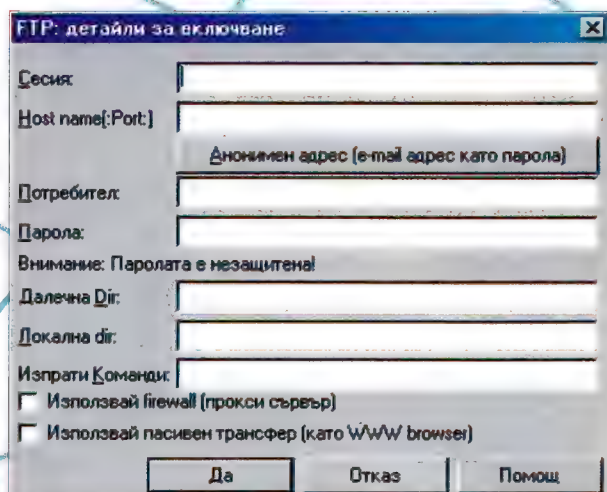 FTP: детайли за включване
Сесия:
Host name[:Port:]
Анонимен адрес (e-mail адрес като парола)
Потребител:
Парола:
Внимание: Паролата е незащитена!
Далечна Dir:
Локална dir:
Изпрати Команди:
Използвай firewall (прокси сървър)
Използвай пасивен трансфер (като WWW browser)
Да Отказ Помощ